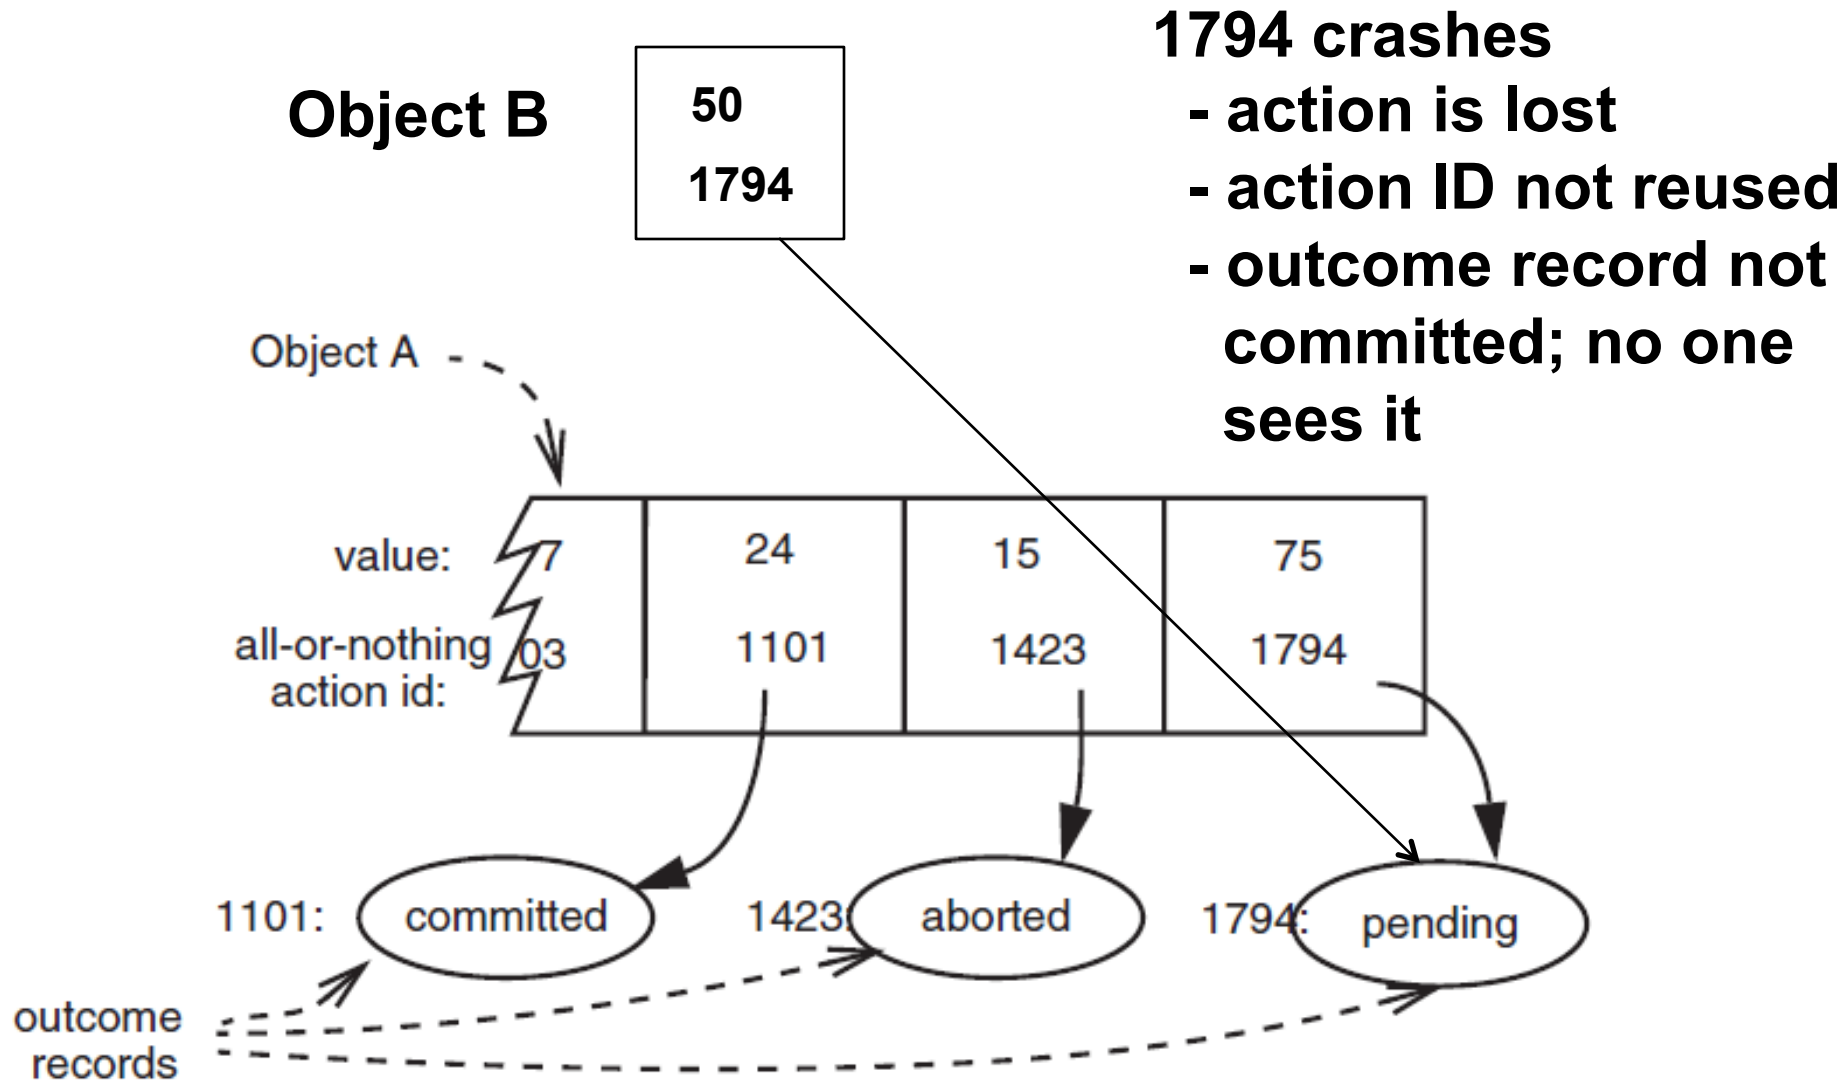 1794 crashes
- action is lost
- action ID not reused
- outcome record not
committed; no one
sees it
Object B
50
1794
Object A
value: 7 24 15 75
all-or-nothing
action id: 03 1101 1423 1794
1101: committed 1423: aborted 1794: pending
outcome
records